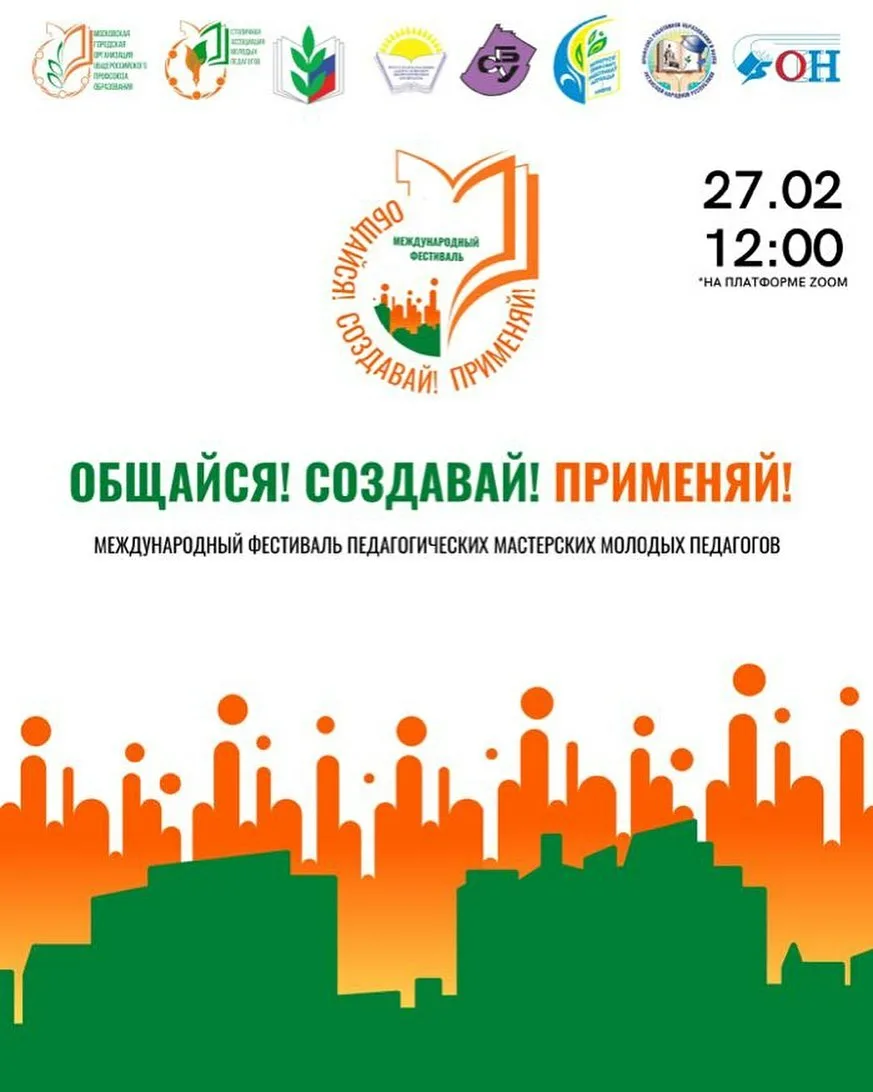 МОСКОВСКАЯ
ГОРОДСКАЯ
ОРГАНИЗАЦИЯ
ОБЩЕРОССИЙСКОГО
ПРОФСОЮЗА
ОБРАЗОВАНИЯ
СТОЛИЧНАЯ
АССОЦИАЦИЯ
МОЛОДЫХ
ПЕДАГОГОВ
СБУ
ОН
27.02
12:00
*НА ПЛАТФОРМЕ ZOOM
ОБЩАЙСЯ! СОЗДАВАЙ! ПРИМЕНЯЙ!
МЕЖДУНАРОДНЫЙ
ФЕСТИВАЛЬ
ОБЩАЙСЯ! СОЗДАВАЙ! ПРИМЕНЯЙ!
МЕЖДУНАРОДНЫЙ ФЕСТИВАЛЬ ПЕДАГОГИЧЕСКИХ МАСТЕРСКИХ МОЛОДЫХ ПЕДАГОГОВ